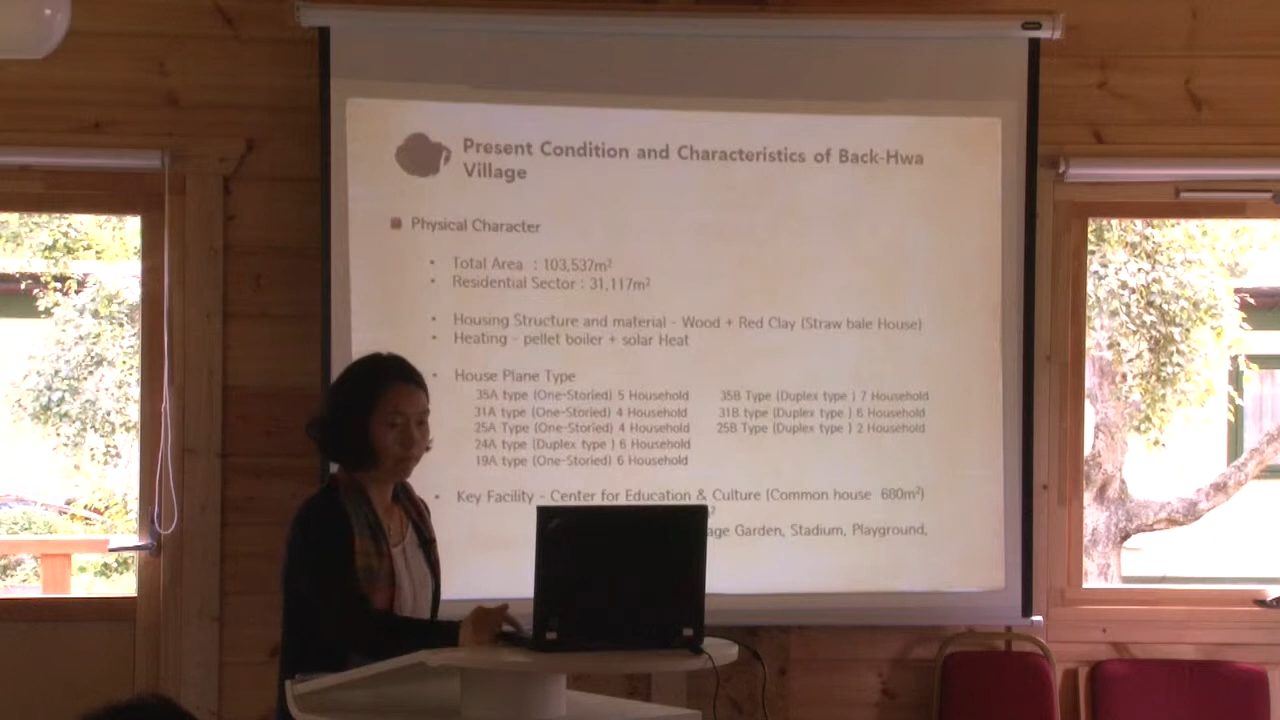 Present Condition and Characteristics of Back-Hwa
Village
Physical Character
• Total Area : 103,537m²
• Residential Sector : 31,117m²
• Housing Structure and material - Wood + Red Clay (Straw bale House)
• Heating - pellet boiler + solar Heat
• House Plane Type
35A type (One-Storied) 5 Household 35B Type (Duplex type ) 7 Household
31A type (One-Storied) 4 Household 31B type (Duplex type ) 6 Household
25A Type (One-Storied) 4 Household 25B Type (Duplex type ) 2 Household
24A type (Duplex type ) 6 Household
19A type (One-Storied) 6 Household
• Key Facility - Center for Education & Culture (Common house 680m²)
Garden, Stadium, Playground,